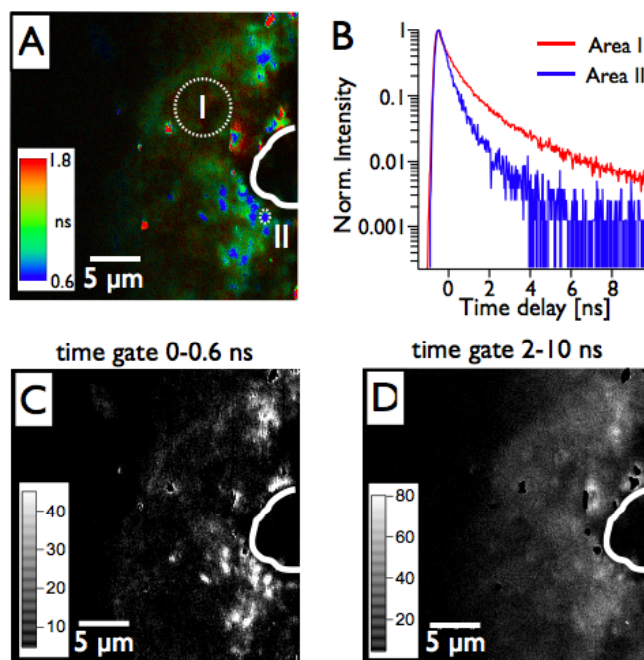 A
I
II
1.8
ns
0.6
5 µm
B
Area I
Area II
Norm. Intensity
1
0.1
0.01
0.001
0 2 4 6 8
Time delay [ns]
time gate 0-0.6 ns
C
40
30
20
10
5 µm
time gate 2-10 ns
D
80
60
40
20
5 µm